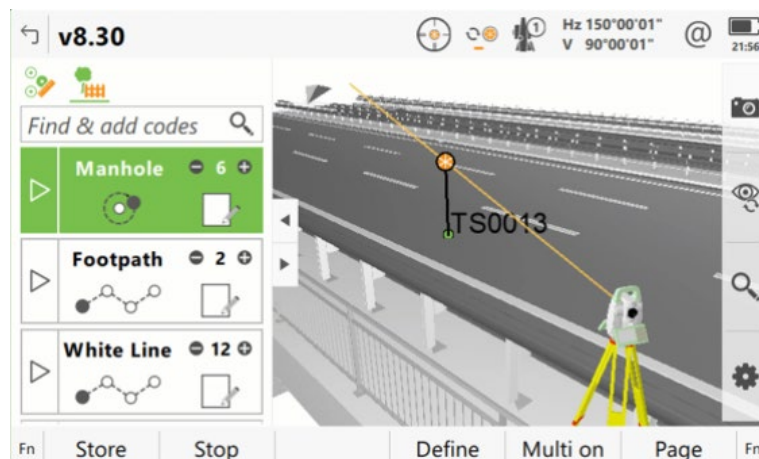 v8.30
1
Hz 150°00'01"
V 90°00'01"
@
21:56
Find & add codes
Manhole 6
Footpath 2
White Line 12
TS0013
Fn Store Stop Define Multi on Page Fn